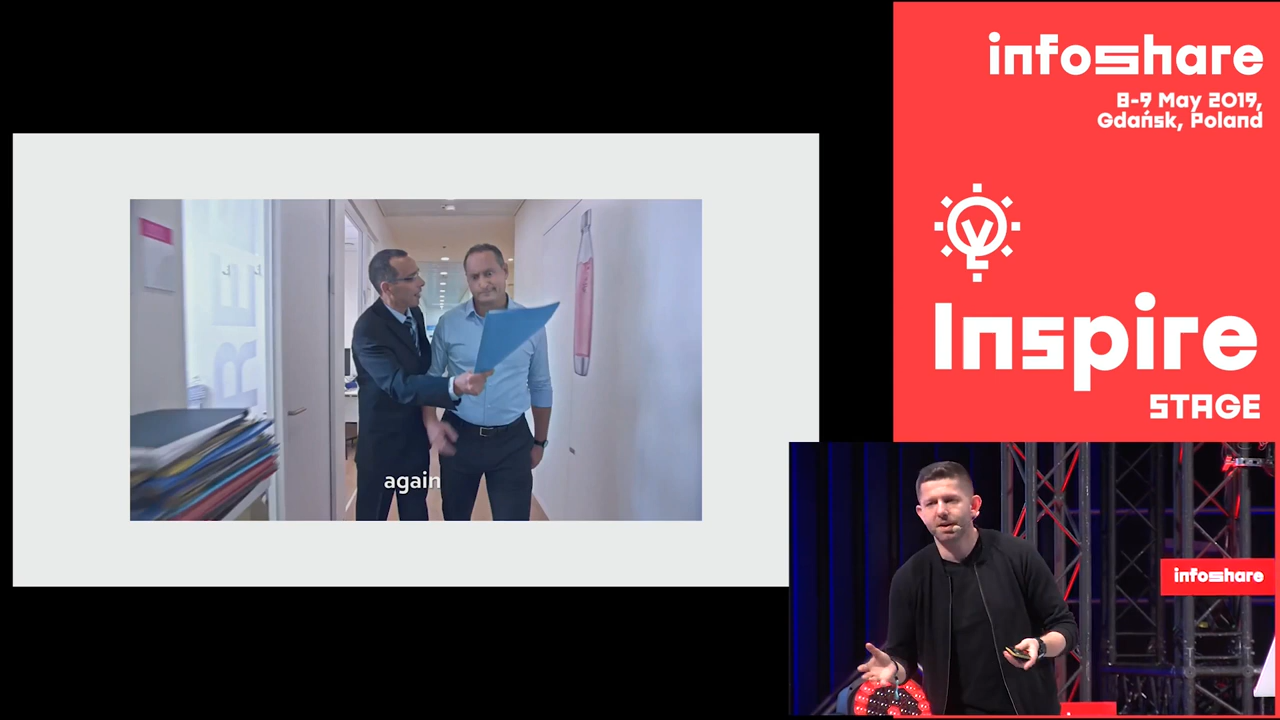 infoshare
8-9 May 2019,
Gdańsk, Poland
Inspire
STAGE
again
infoshare